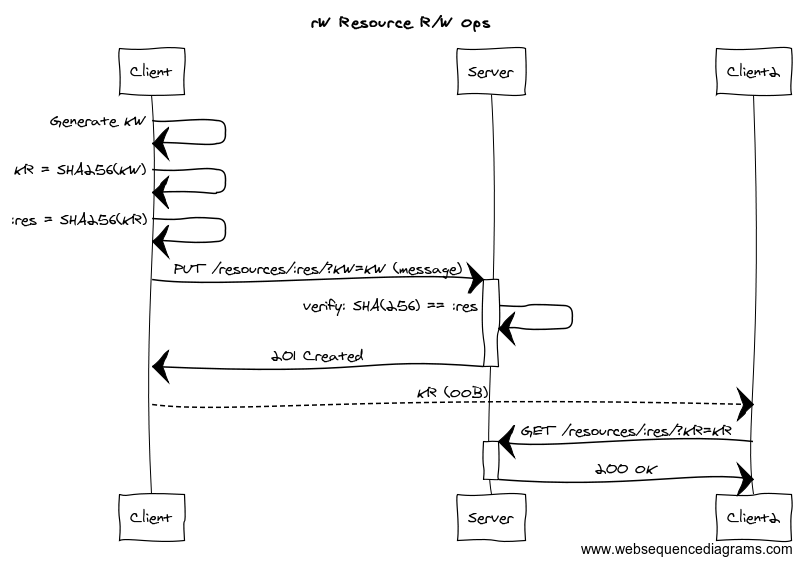 rW Resource R/W Ops
Client
Server
Client2
Generate kW
kR = SHA256(kW)
:res = SHA256(kR)
PUT /resources/:res/?kW=kW (message)
verify: SHA(256) == :res
201 Created
kR (OOB)
GET /resources/:res/?kR=kR
200 OK
Client
Server
Client2
www.websequencediagrams.com